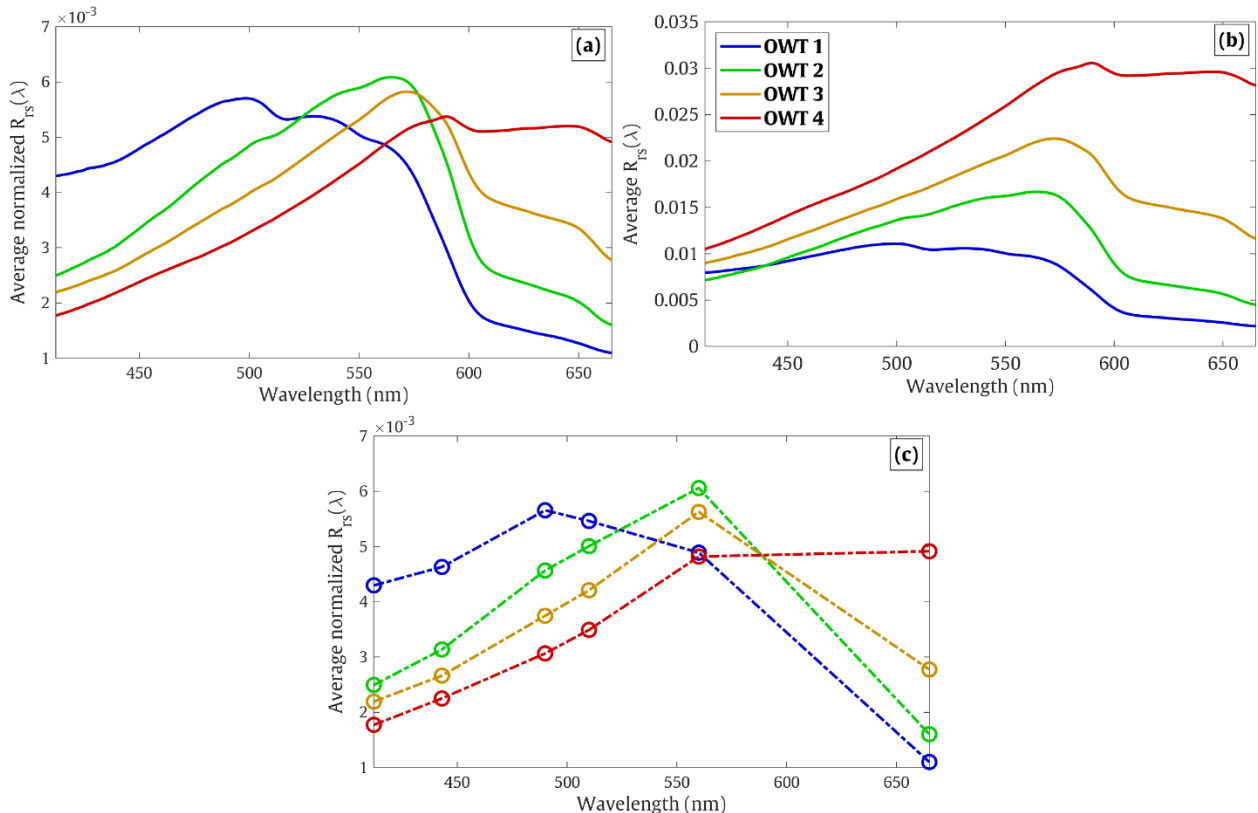 ×10⁻³
(a)
7
6
5
4
3
2
1
450 500 550 600 650
Average normalized Rrs(λ)
Wavelength (nm)
(b)
OWT 1
OWT 2
OWT 3
OWT 4
0.035
0.03
0.025
0.02
0.015
0.01
0.005
0
450 500 550 600 650
Average Rrs(λ)
Wavelength (nm)
×10⁻³
(c)
7
6
5
4
3
2
1
450 500 550 600 650
Average normalized Rrs(λ)
Wavelength (nm)